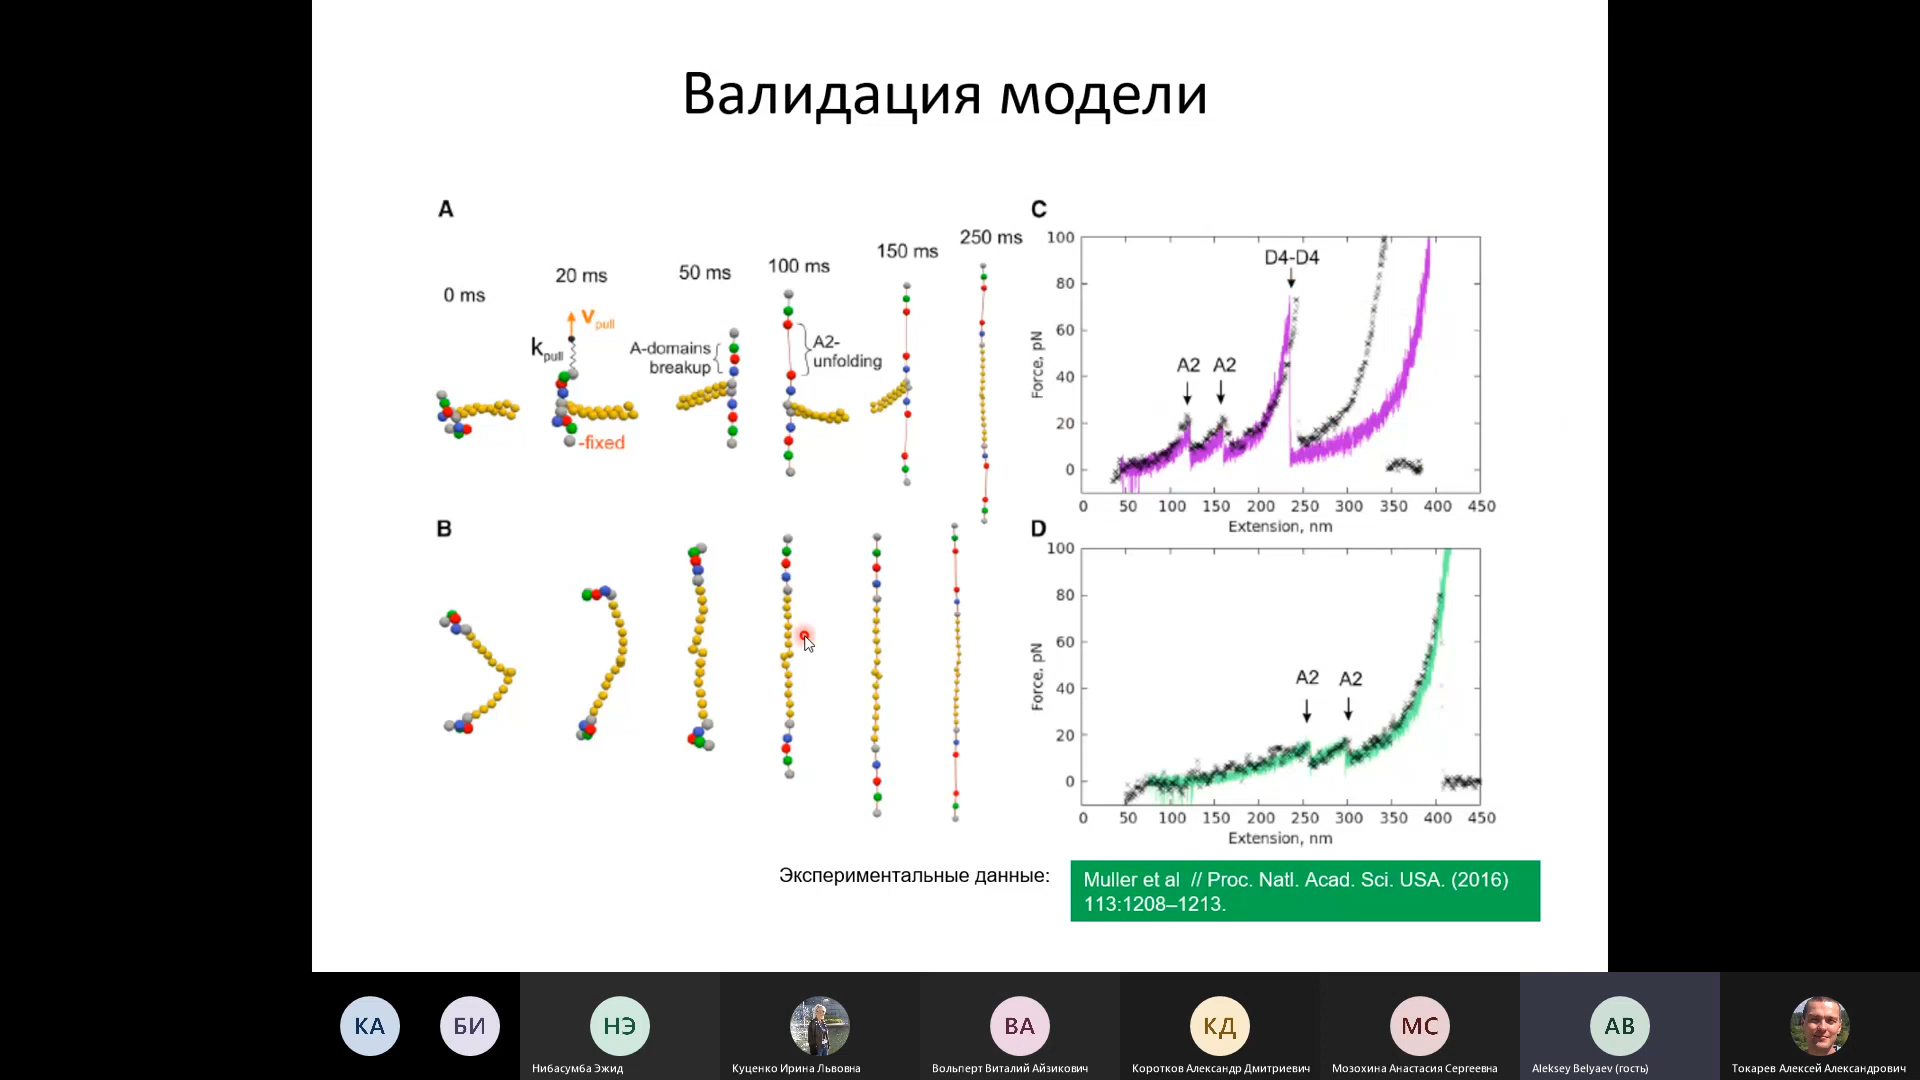 Валидация модели
A
0 ms
20 ms
50 ms
100 ms
150 ms
250 ms
v pull
k pull
-fixed
A-domains
breakup
A2-
unfolding
B
C
100
80
60
40
20
0
Force, pN
A2
A2
D4-D4
0 50 100 150 200 250 300 350 400 450
Extension, nm
D
100
80
60
40
20
0
Force, pN
A2
A2
0 50 100 150 200 250 300 350 400 450
Extension, nm
Экспериментальные данные:
Muller et al // Proc. Natl. Acad. Sci. USA. (2016)
113:1208–1213.
КА
БИ
НЭ
ВА
КД
МС
АВ
Нибасумба Эжид
Куценко Ирина Львовна
Вольперт Виталий Айзикович
Коротков Александр Дмитриевич
Мозохина Анастасия Сергеевна
Aleksey Belyaev (гость)
Токарев Алексей Александрович